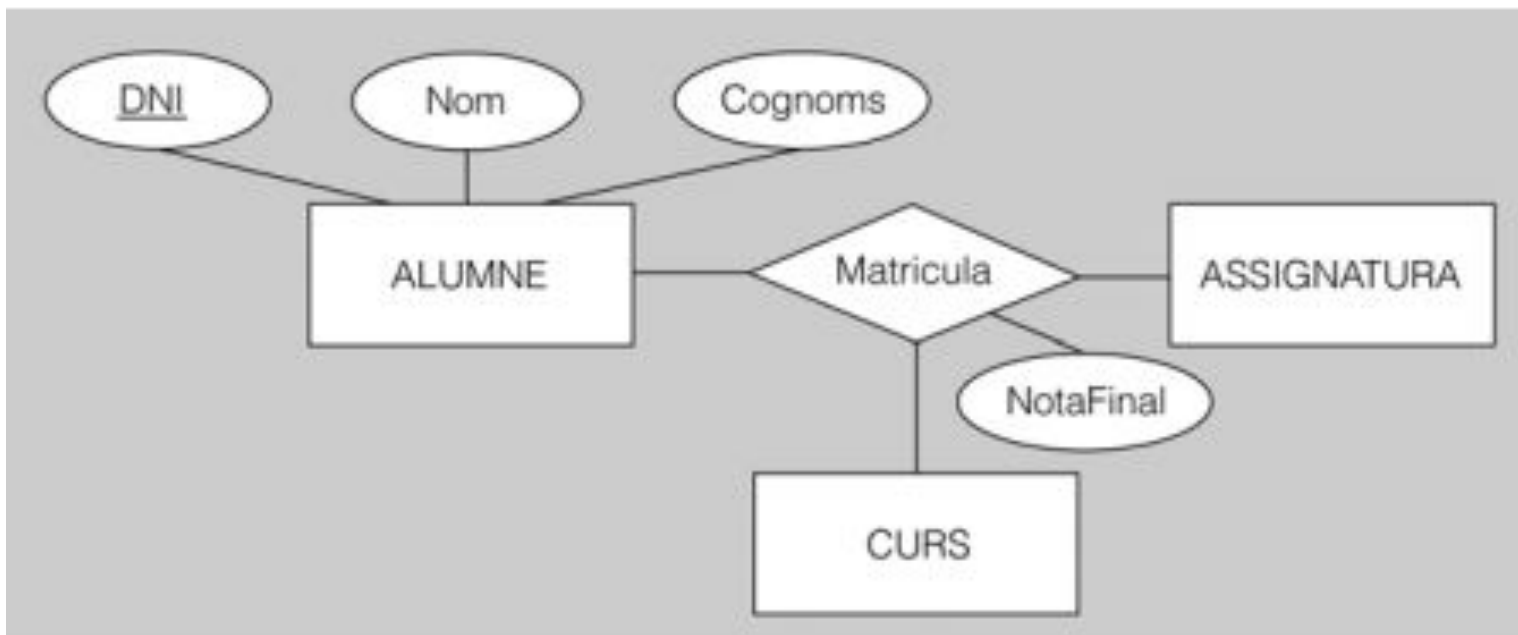 DNI
Nom
Cognoms
ALUMNE
Matricula
ASSIGNATURA
NotaFinal
CURS